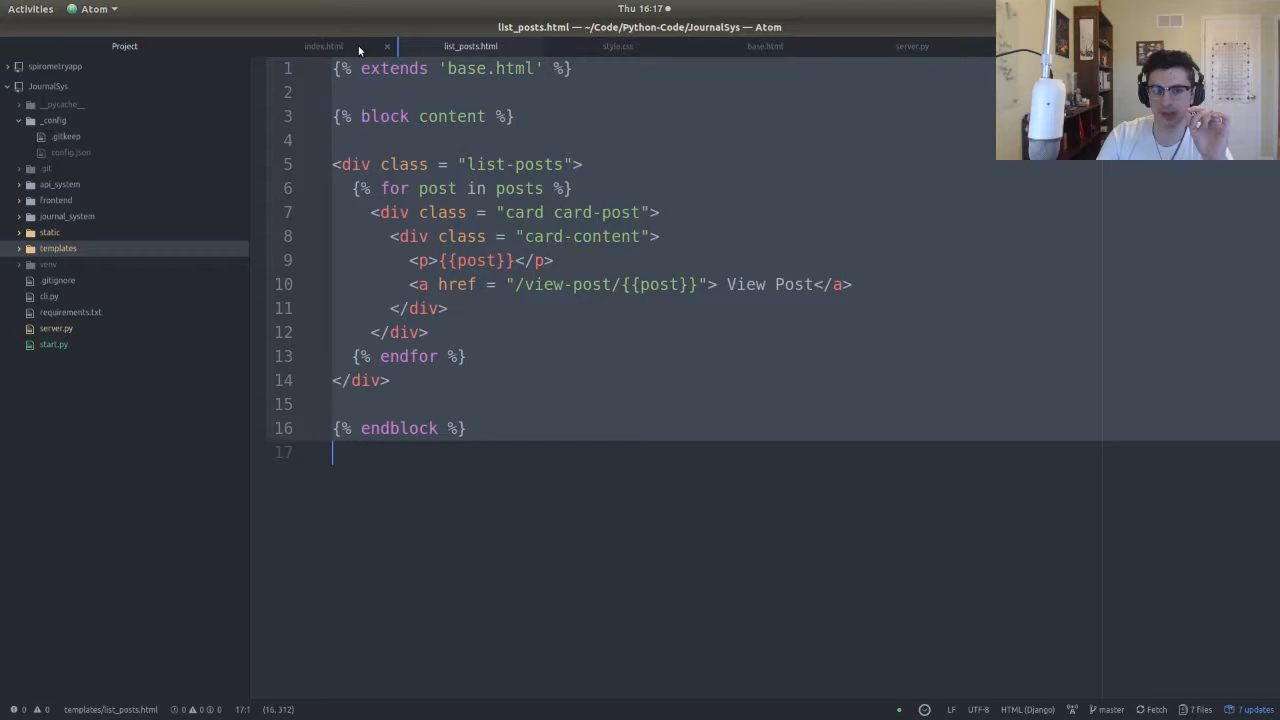 Activities
Atom
Thu 16:17
list_posts.html — ~/Code/Python-Code/JournalSys — Atom
Project
index.html
list_posts.html
style.css
base.html
server.py
spirometryapp
JournalSys
__pycache__
_config
.gitkeep
config.json
.git
api_system
frontend
journal_system
static
templates
venv
.gitignore
cli.py
requirements.txt
server.py
start.py
1 {% extends 'base.html' %}
2
3 {% block content %}
4
5 <div class = "list-posts">
6 {% for post in posts %}
7 <div class = "card card-post">
8 <div class = "card-content">
9 <p>{{post}}</p>
10 <a href = "/view-post/{{post}}"> View Post</a>
11 </div>
12 </div>
13 {% endfor %}
14 </div>
15
16 {% endblock %}
17
0 0 templates/list_posts.html 0 0 0 17:1 (16, 312) LF UTF-8 HTML (Django) master Fetch 7 files 7 updates